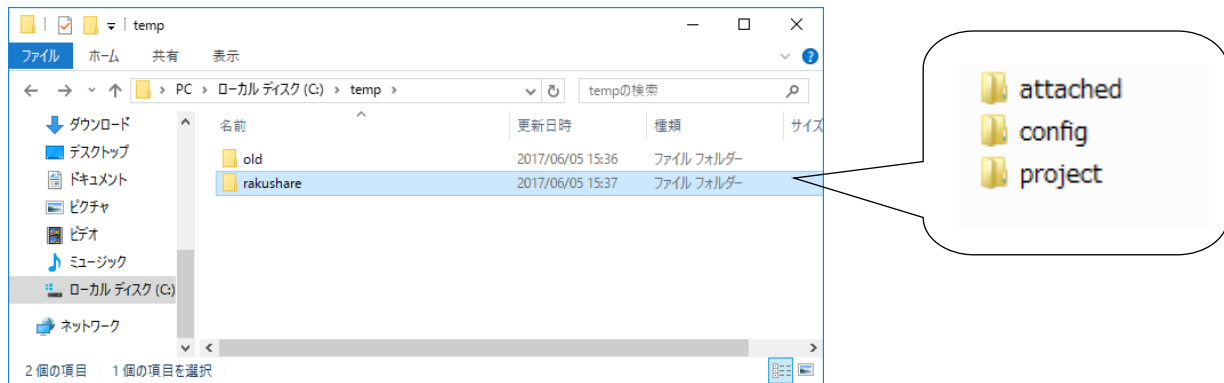 temp
ファイル ホーム 共有 表示
PC ローカル ディスク (C:) temp tempの検索
ダウンロード
デスクトップ
ドキュメント
ピクチャ
ビデオ
ミュージック
ローカル ディスク (C:)
ネットワーク
名前 更新日時 種類 サイズ
old 2017/06/05 15:36 ファイル フォルダー
rakushare 2017/06/05 15:37 ファイル フォルダー
2 個の項目 1 個の項目を選択
attached
config
project